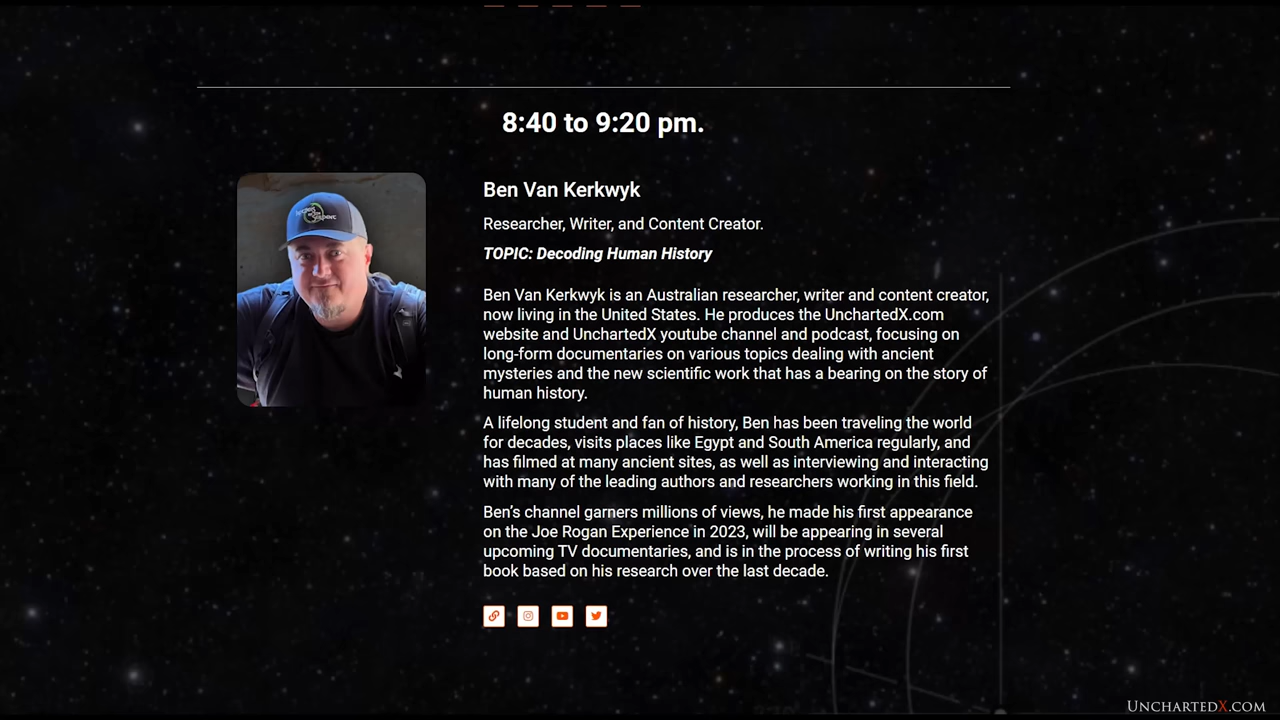 8:40 to 9:20 pm.
Ben Van Kerkwyk
Researcher, Writer, and Content Creator.
TOPIC: Decoding Human History
Ben Van Kerkwyk is an Australian researcher, writer and content creator,
now living in the United States. He produces the UnchartedX.com
website and UnchartedX youtube channel and podcast, focusing on
long-form documentaries on various topics dealing with ancient
mysteries and the new scientific work that has a bearing on the story of
human history.
A lifelong student and fan of history, Ben has been traveling the world
for decades, visits places like Egypt and South America regularly, and
has filmed at many ancient sites, as well as interviewing and interacting
with many of the leading authors and researchers working in this field.
Ben’s channel garners millions of views, he made his first appearance
on the Joe Rogan Experience in 2023, will be appearing in several
upcoming TV documentaries, and is in the process of writing his first
book based on his research over the last decade.
UNCHARTEDX.COM